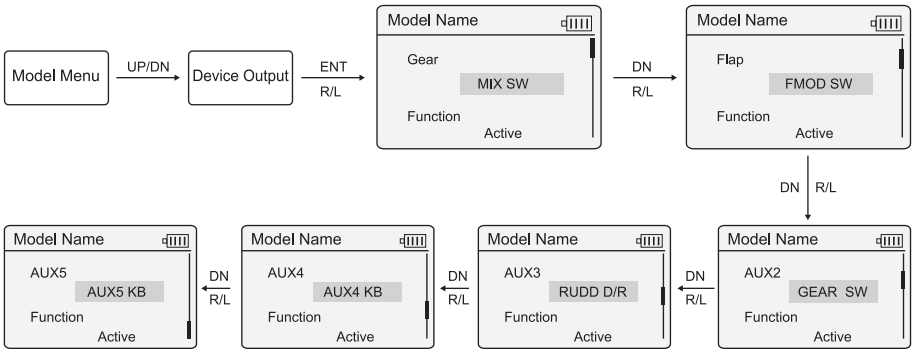 Model Menu
UP/DN
Device Output
ENT
R/L
Model Name
Gear
MIX SW
Function
Active
DN
R/L
Model Name
Flap
FMOD SW
Function
Active
DN R/L
Model Name
AUX2
GEAR SW
Function
Active
DN
R/L
Model Name
AUX3
RUDD D/R
Function
Active
DN
R/L
Model Name
AUX4
AUX4 KB
Function
Active
DN
R/L
Model Name
AUX5
AUX5 KB
Function
Active